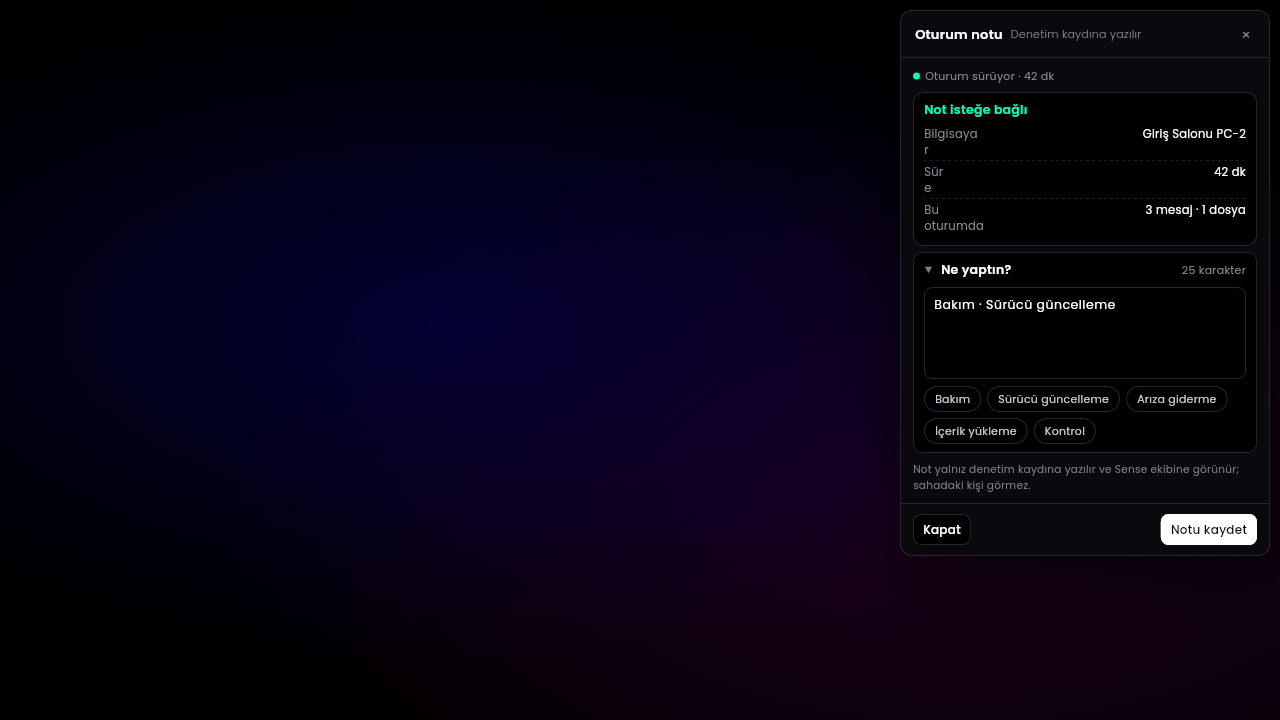 Oturum notu Denetim kaydına yazılır ×
Oturum sürüyor · 42 dk
Not isteğe bağlı
Bilgisaya
r
Giriş Salonu PC-2
Sür
e
42 dk
Bu
oturumda
3 mesaj · 1 dosya
▼ Ne yaptın? 25 karakter
Bakım · Sürücü güncelleme
Bakım Sürücü güncelleme Arıza giderme
İçerik yükleme Kontrol
Not yalnız denetim kaydına yazılır ve Sense ekibine görünür;
sahadaki kişi görmez.
Kapat Notu kaydet